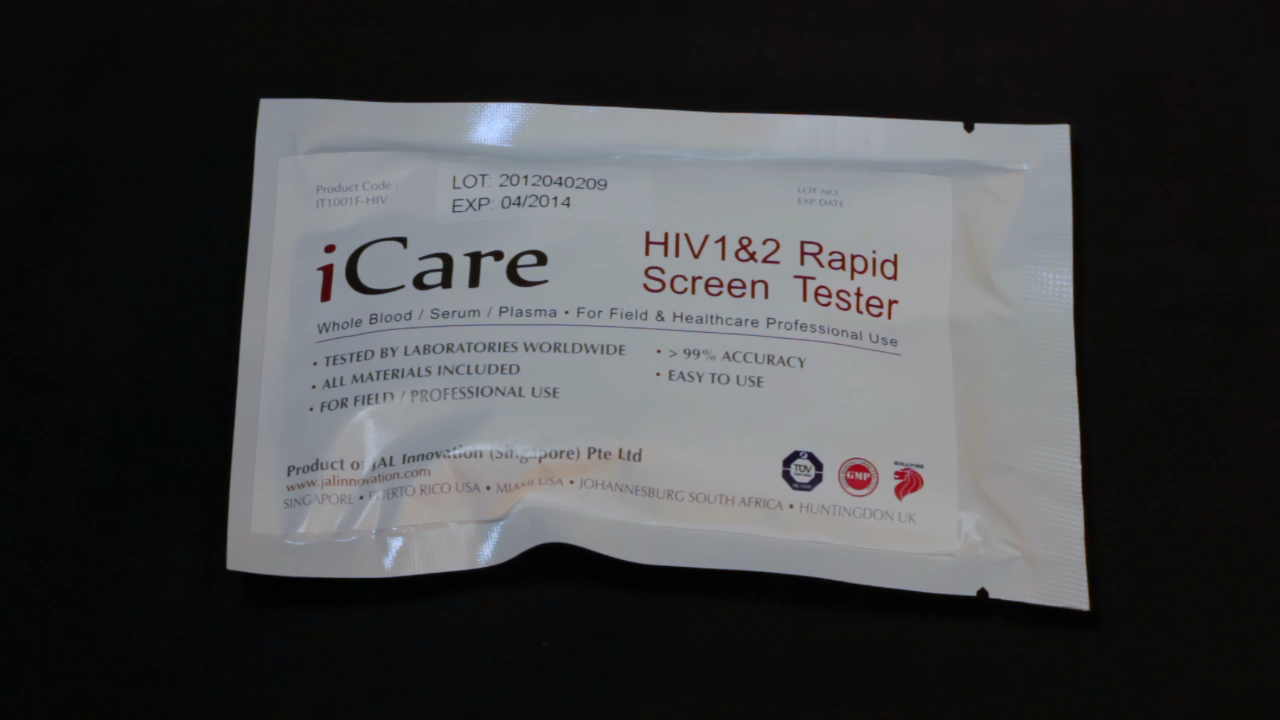 Product Code :
IT1001F-HIV
LOT: 2012040209
EXP: 04/2014
LOT NO:
EXP DATE :
iCare
HIV1&2 Rapid
Screen Tester
Whole Blood / Serum / Plasma • For Field & Healthcare Professional Use
• TESTED BY LABORATORIES WORLDWIDE
• ALL MATERIALS INCLUDED
• FOR FIELD / PROFESSIONAL USE
• > 99% ACCURACY
• EASY TO USE
Product of JAL Innovation (Singapore) Pte Ltd
www.jalinnovation.com
SINGAPORE • PUERTO RICO USA • MIAMI USA • JOHANNESBURG SOUTH AFRICA • HUNTINGDON UK
TUV
GMP
SINGAPORE